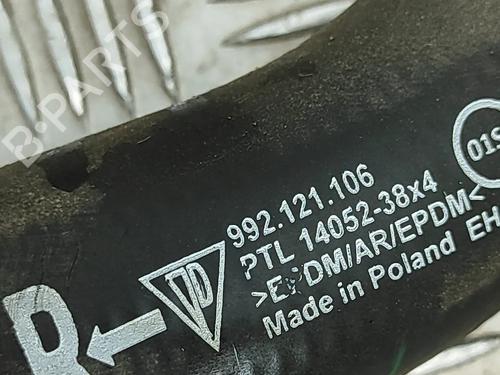 B-PARTS
992.121.106
PTL 14052-38x4
>EPDM/AR/EPDM<
Made in Poland EH
019
R